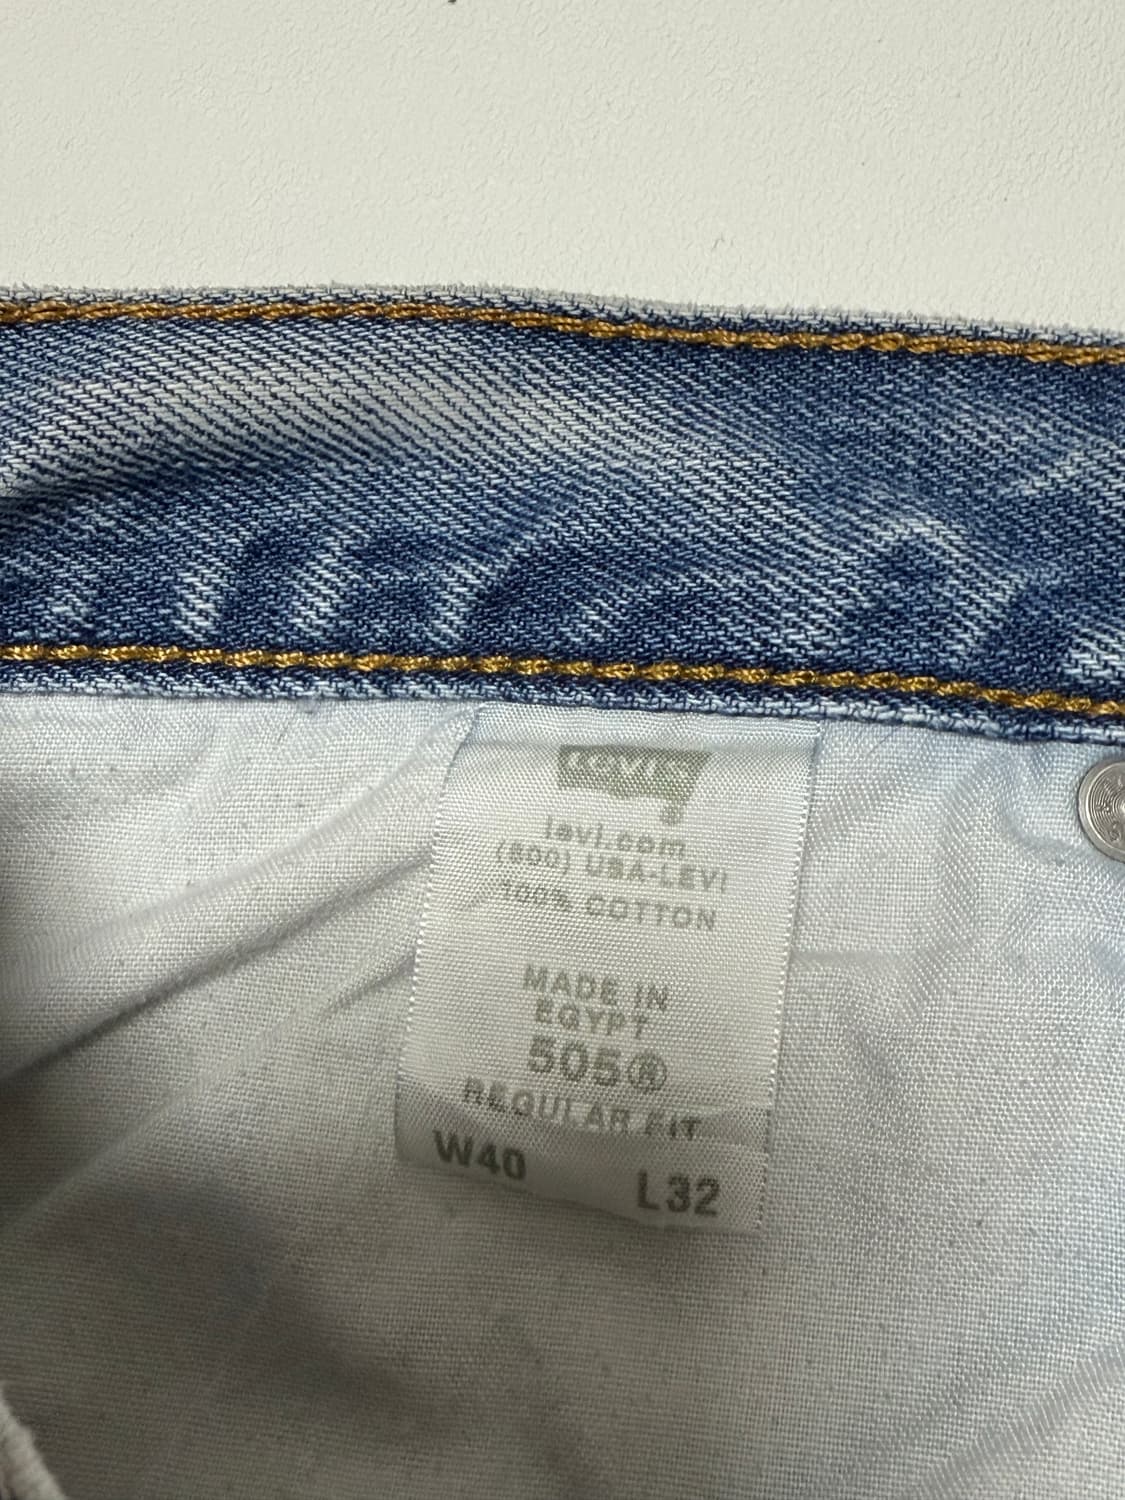 LEVI'S
®
levi.com
(800) USA-LEVI
100% COTTON
MADE IN
EGYPT
505®
REGULAR FIT
W40 L32